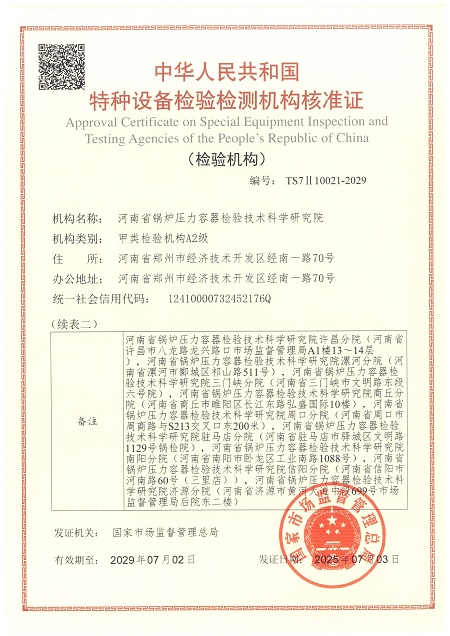 中华人民共和国
特种设备检验检测机构核准证
Approval Certificate on Special Equipment Inspection and
Testing Agencies of the People's Republic of China
（检验机构）
编号： TS7Ⅱ10021-2029
机构名称： 河南省锅炉压力容器检验技术科学研究院
机构类别： 甲类检验机构A2级
住 所： 河南省郑州市经济技术开发区经南一路70号
办公地址： 河南省郑州市经济技术开发区经南一路70号
统一社会信用代码： 12410000732452176Q
（续表二）
备注
河南省锅炉压力容器检验技术科学研究院许昌分院（河南省
许昌市八龙路龙兴路口市场监督管理局A1楼13～14层
），河南省锅炉压力容器检验技术科学研究院漯河分院（河
南省漯河市郾城区祁山路511号），河南省锅炉压力容器检
验技术科学研究院三门峡分院（河南省三门峡市文明路东段
六号院），河南省锅炉压力容器检验技术科学研究院商丘分
院（河南省商丘市睢阳区长江东路弘盛国际10楼），河南省
锅炉压力容器检验技术科学研究院周口分院（河南省周口市
周商路与S213交叉口东200米），河南省锅炉压力容器检验
技术科学研究院驻马店分院（河南省驻马店市驿城区文明路
1129号锅检院），河南省锅炉压力容器检验技术科学研究院
南阳分院（河南省南阳市卧龙区工业南路1088号），河南省
锅炉压力容器检验技术科学研究院信阳分院（河南省信阳市
河南路60号（三里店）），河南省锅炉压力容器检验技术科
学研究院济源分院（河南省济源市黄河大道中段699号市场
监督管理局后院东二楼）
发证机关： 国家市场监督管理总局
有效期至： 2029年07月02日
发证日期： 2025年07月03日
国家市场监督管理总局